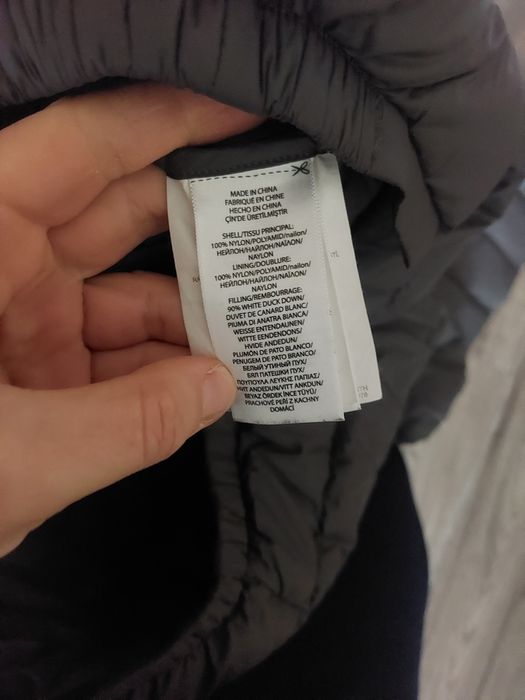 MADE IN CHINA
FABRIQUE EN CHINE
HECHO EN CHINA
ÇIN'DE ÜRETILMIŞTIR
SHELL/TISSU PRINCIPAL:
100% NYLON/POLYAMID/nailon/
НЕЙЛОН/НАЙЛОН/ΝΑΪΛΟΝ/
NAYLON
LINING/DOUBLURE:
100% NYLON/POLYAMID/nailon/
НЕЙЛОН/НАЙЛОН/ΝΑΪΛΟΝ/
NAYLON
FILLING/REMBOURRAGE:
90% WHITE DUCK DOWN/
DUVET DE CANARD BLANC/
PIUMA DI ANATRA BIANCA/
WEISSE ENTENDAUNEN/
WITTE EENDENDONS/
HVIDE ANDEDUN/
PLUMÓN DE PATO BLANCO/
PENUGEM DE PATO BRANCO/
БЕЛЫЙ УТИНЫЙ ПУХ/
БЯЛ ПАТЕШКИ ПУХ/
ΠΟΥΠΟΥΛΑ ΛΕΥΚΗΣ ΠΑΠΙΑΣ/
VIT ANDEDUN/VITT ANKDUN/
BEYAZ ÖRDEK İNCE TÜYÜ/
PRACHOVÉ PEŘÍ Z KACHNY
DOMÁCÍ